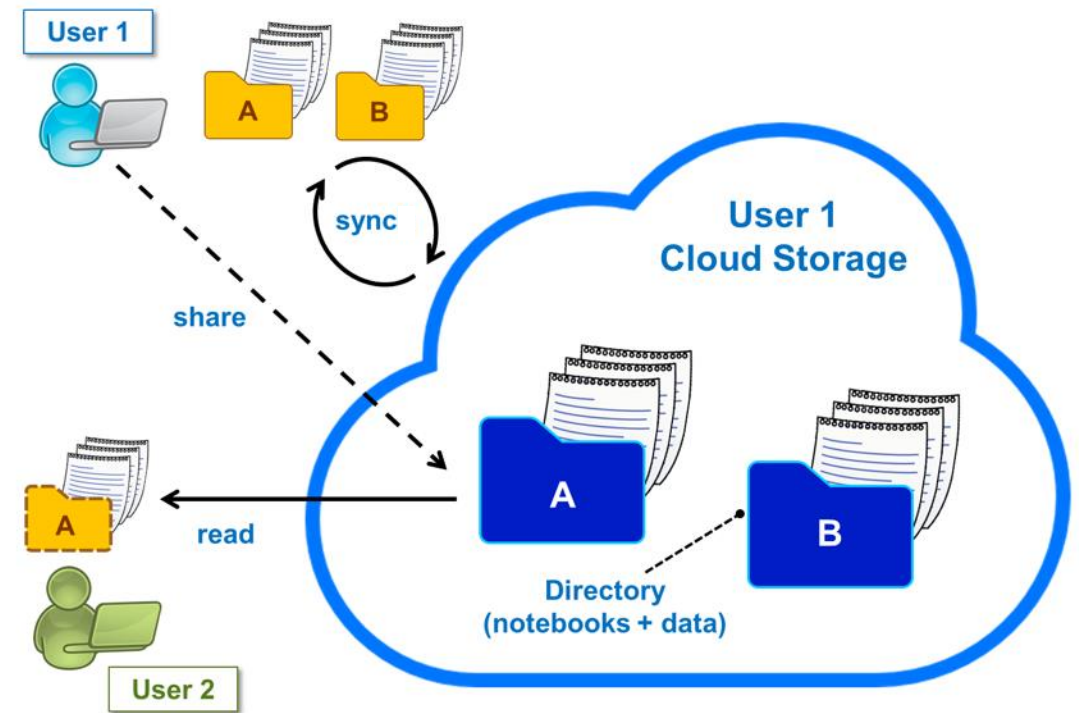 User 1
A
B
sync
User 1
Cloud Storage
share
A
B
A
read
Directory
(notebooks + data)
User 2